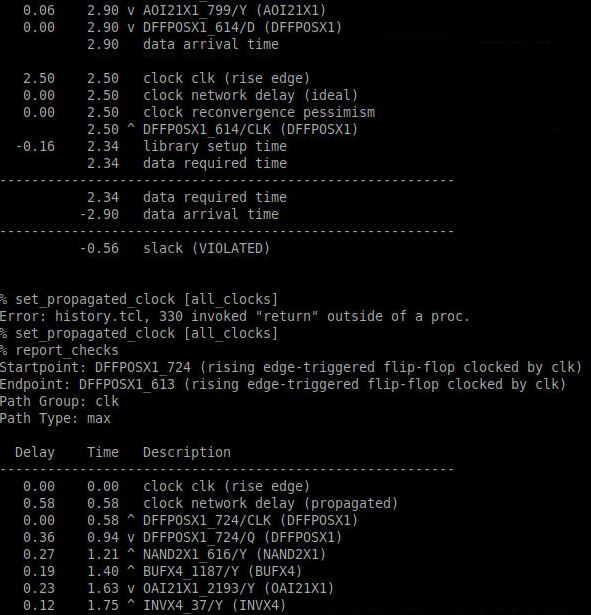 0.06 2.90 v AOI21X1_799/Y (AOI21X1)
0.00 2.90 v DFFPOSX1_614/D (DFFPOSX1)
2.90 data arrival time
2.50 2.50 clock clk (rise edge)
0.00 2.50 clock network delay (ideal)
0.00 2.50 clock reconvergence pessimism
2.50 ^ DFFPOSX1_614/CLK (DFFPOSX1)
-0.16 2.34 library setup time
2.34 data required time
---------------------------------------------------------
2.34 data required time
-2.90 data arrival time
---------------------------------------------------------
-0.56 slack (VIOLATED)
% set_propagated_clock [all_clocks]
Error: history.tcl, 330 invoked "return" outside of a proc.
% set_propagated_clock [all_clocks]
% report_checks
Startpoint: DFFPOSX1_724 (rising edge-triggered flip-flop clocked by clk)
Endpoint: DFFPOSX1_613 (rising edge-triggered flip-flop clocked by clk)
Path Group: clk
Path Type: max
Delay Time Description
---------------------------------------------------------
0.00 0.00 clock clk (rise edge)
0.58 0.58 clock network delay (propagated)
0.00 0.58 ^ DFFPOSX1_724/CLK (DFFPOSX1)
0.36 0.94 v DFFPOSX1_724/Q (DFFPOSX1)
0.27 1.21 ^ NAND2X1_616/Y (NAND2X1)
0.19 1.40 ^ BUFX4_1187/Y (BUFX4)
0.23 1.63 v OAI21X1_2193/Y (OAI21X1)
0.12 1.75 ^ INVX4_37/Y (INVX4)